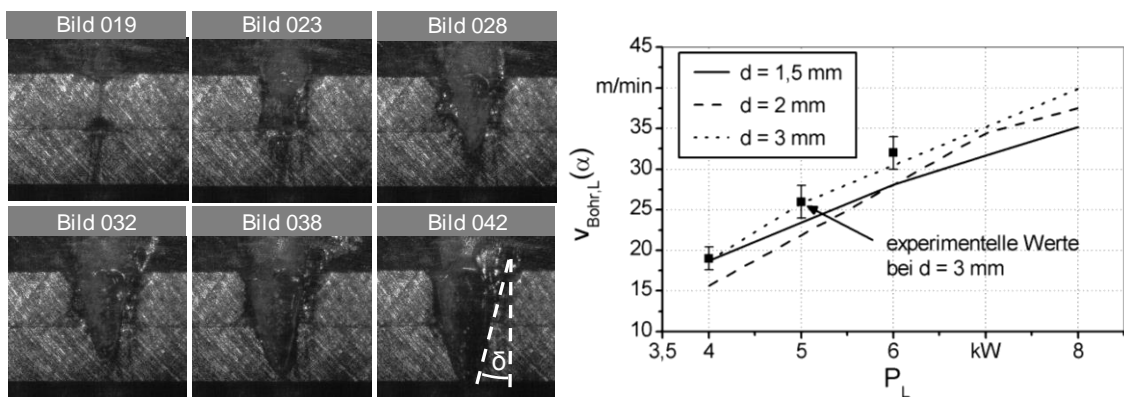 Bild 019
Bild 023
Bild 028
Bild 032
Bild 038
Bild 042
δ
45
m/min
35
30
25
20
15
10
v_Bohr,L(α)
d = 1,5 mm
d = 2 mm
d = 3 mm
experimentelle Werte
bei d = 3 mm
3,5 4 5 6 kW 8
P_L